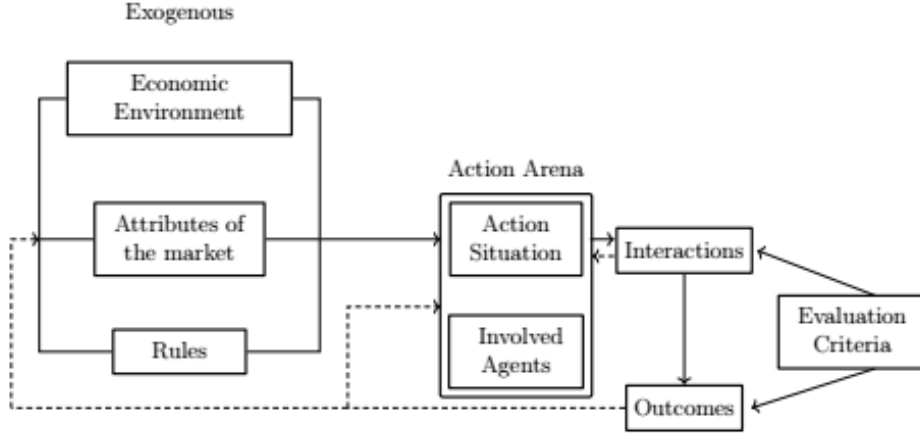 Exogenous
Economic
Environment
Attributes of
the market
Rules
Action Arena
Action
Situation
Involved
Agents
Interactions
Outcomes
Evaluation
Criteria